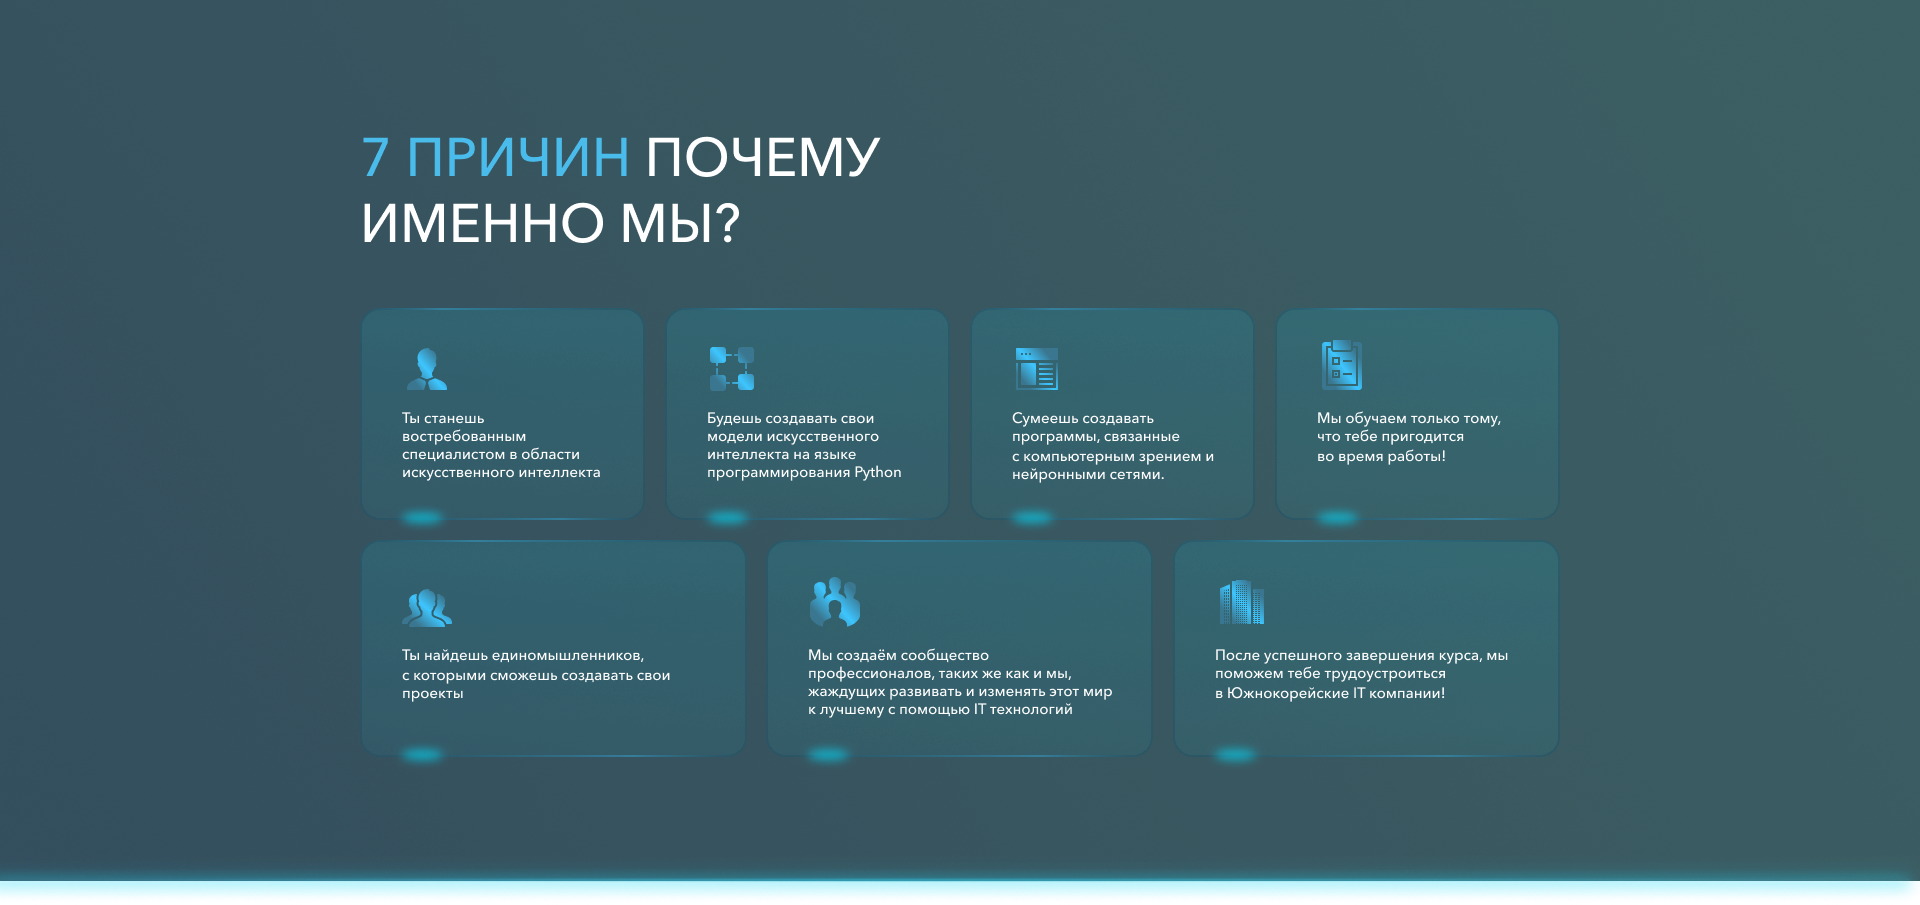 7 ПРИЧИН ПОЧЕМУ
ИМЕННО МЫ?
Ты станешь
востребованным
специалистом в области
искусственного интеллекта
Будешь создавать свои
модели искусственного
интеллекта на языке
программирования Python
Сумеешь создавать
программы, связанные
с компьютерным зрением и
нейронными сетями.
Мы обучаем только тому,
что тебе пригодится
во время работы!
Ты найдешь единомышленников,
с которыми сможешь создавать свои
проекты
Мы создаём сообщество
профессионалов, таких же как и мы,
жаждущих развивать и изменять этот мир
к лучшему с помощью IT технологий
После успешного завершения курса, мы
поможем тебе трудоустроиться
в Южнокорейские IT компании!